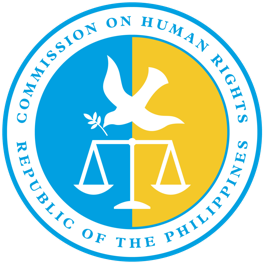 COMMISSION ON HUMAN RIGHTS
REPUBLIC OF THE PHILIPPINES